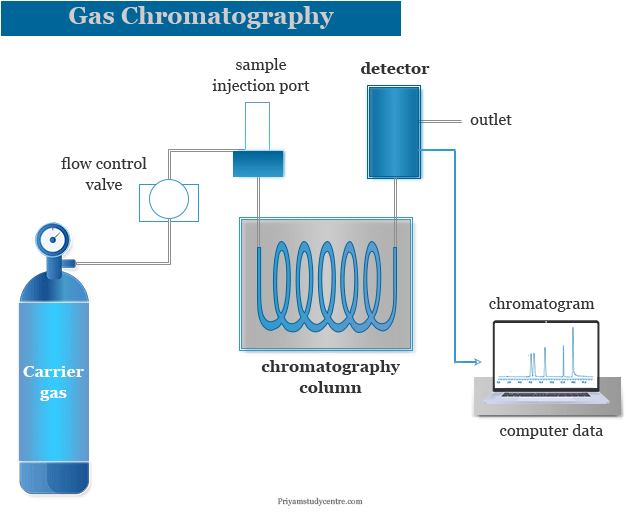 Gas Chromatography
sample
injection port
detector
outlet
flow control
valve
chromatogram
Carrier
gas
chromatography
column
computer data
Priyamstudycentre.com